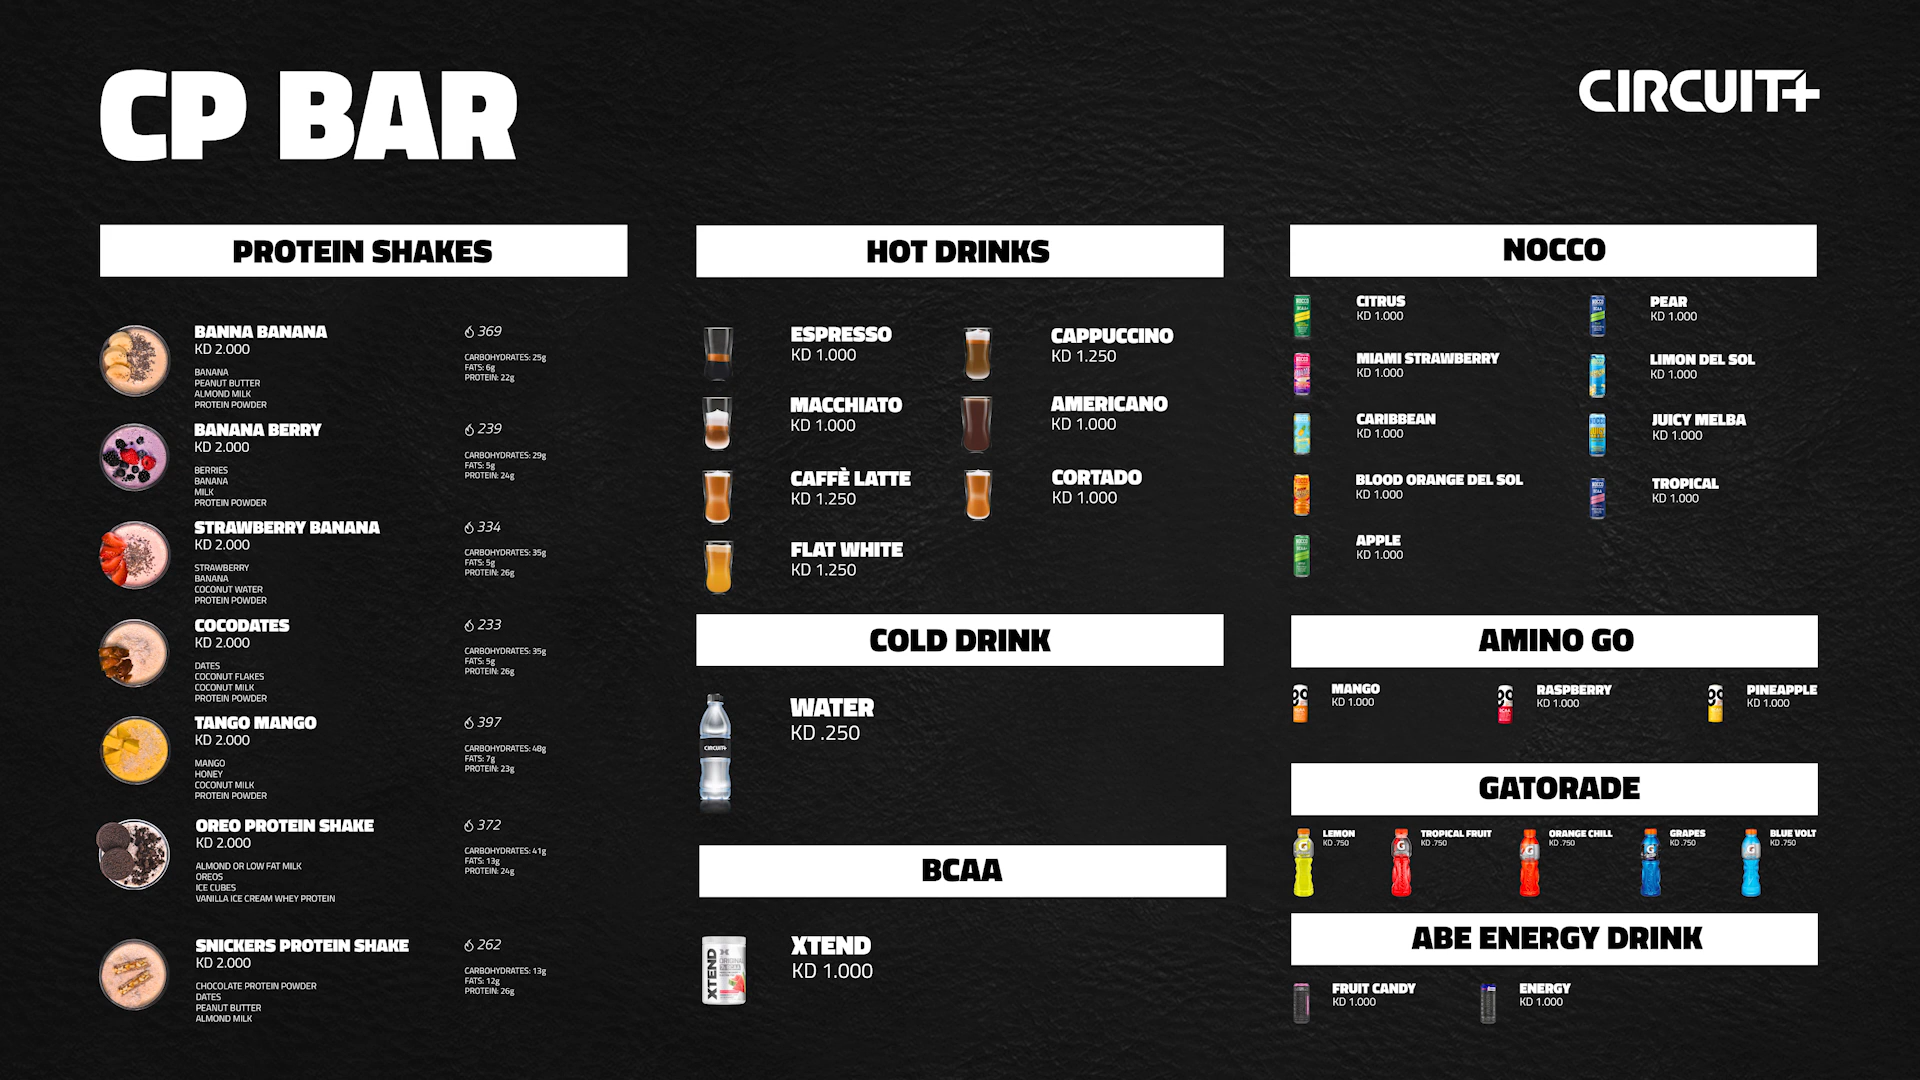 CP BAR
CIRCUIT+
PROTEIN SHAKES
BANNA BANANA
KD 2.000
BANANA
PEANUT BUTTER
ALMOND MILK
PROTEIN POWDER
369
CARBOHYDRATES: 25g
FATS: 6g
PROTEIN: 22g
BANANA BERRY
KD 2.000
BERRIES
BANANA
MILK
PROTEIN POWDER
239
CARBOHYDRATES: 29g
FATS: 5g
PROTEIN: 24g
STRAWBERRY BANANA
KD 2.000
STRAWBERRY
BANANA
COCONUT WATER
PROTEIN POWDER
334
CARBOHYDRATES: 35g
FATS: 5g
PROTEIN: 26g
COCODATES
KD 2.000
DATES
COCONUT FLAKES
COCONUT MILK
PROTEIN POWDER
233
CARBOHYDRATES: 35g
FATS: 5g
PROTEIN: 26g
TANGO MANGO
KD 2.000
MANGO
HONEY
COCONUT MILK
PROTEIN POWDER
397
CARBOHYDRATES: 48g
FATS: 7g
PROTEIN: 23g
OREO PROTEIN SHAKE
KD 2.000
ALMOND OR LOW FAT MILK
OREOS
ICE CUBES
VANILLA ICE CREAM WHEY PROTEIN
372
CARBOHYDRATES: 41g
FATS: 13g
PROTEIN: 24g
SNICKERS PROTEIN SHAKE
KD 2.000
CHOCOLATE PROTEIN POWDER
DATES
PEANUT BUTTER
ALMOND MILK
262
CARBOHYDRATES: 13g
FATS: 12g
PROTEIN: 26g
HOT DRINKS
ESPRESSO
KD 1.000
CAPPUCCINO
KD 1.250
MACCHIATO
KD 1.000
AMERICANO
KD 1.000
CAFFÈ LATTE
KD 1.250
CORTADO
KD 1.000
FLAT WHITE
KD 1.250
COLD DRINK
CIRCUIT+
WATER
KD .250
BCAA
XTEND
ORIGINAL
XTEND
KD 1.000
NOCCO
CITRUS
KD 1.000
PEAR
KD 1.000
MIAMI STRAWBERRY
KD 1.000
LIMON DEL SOL
KD 1.000
CARIBBEAN
KD 1.000
JUICY MELBA
KD 1.000
BLOOD ORANGE DEL SOL
KD 1.000
TROPICAL
KD 1.000
APPLE
KD 1.000
AMINO GO
MANGO
KD 1.000
RASPBERRY
KD 1.000
PINEAPPLE
KD 1.000
GATORADE
LEMON
KD .750
TROPICAL FRUIT
KD .750
ORANGE CHILL
KD .750
GRAPES
KD .750
BLUE VOLT
KD .750
ABE ENERGY DRINK
FRUIT CANDY
KD 1.000
ENERGY
KD 1.000